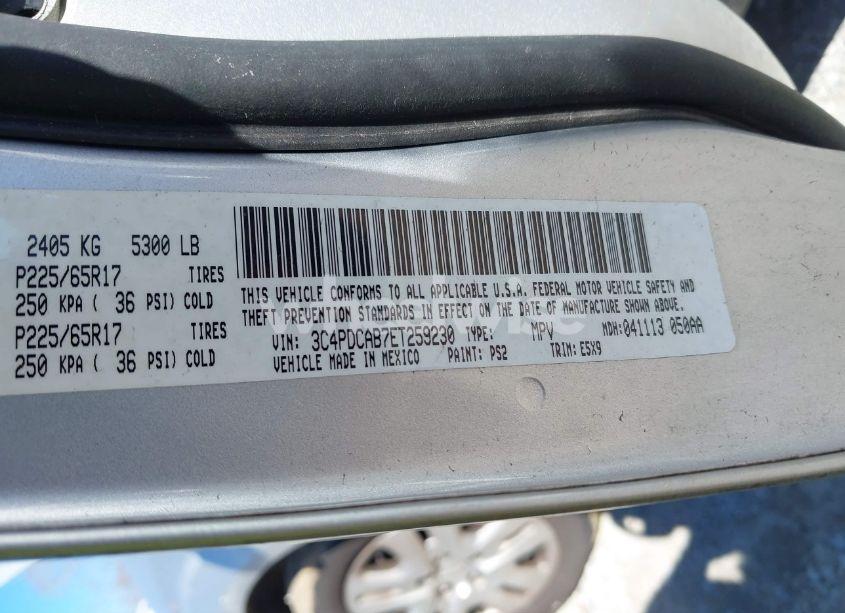 2405 KG 5300 LB
P225/65R17 TIRES
250 KPA ( 36 PSI) COLD
P225/65R17 TIRES
250 KPA ( 36 PSI) COLD
THIS VEHICLE CONFORMS TO ALL APPLICABLE U.S.A. FEDERAL MOTOR VEHICLE SAFETY AND
THEFT PREVENTION STANDARDS IN EFFECT ON THE DATE OF MANUFACTURE SHOWN ABOVE.
VIN: 3C4PDCAB7ET259230 TYPE: MPV MDH: 041113 050AA
VEHICLE MADE IN MEXICO PAINT: PS2 TRIM: E5X9